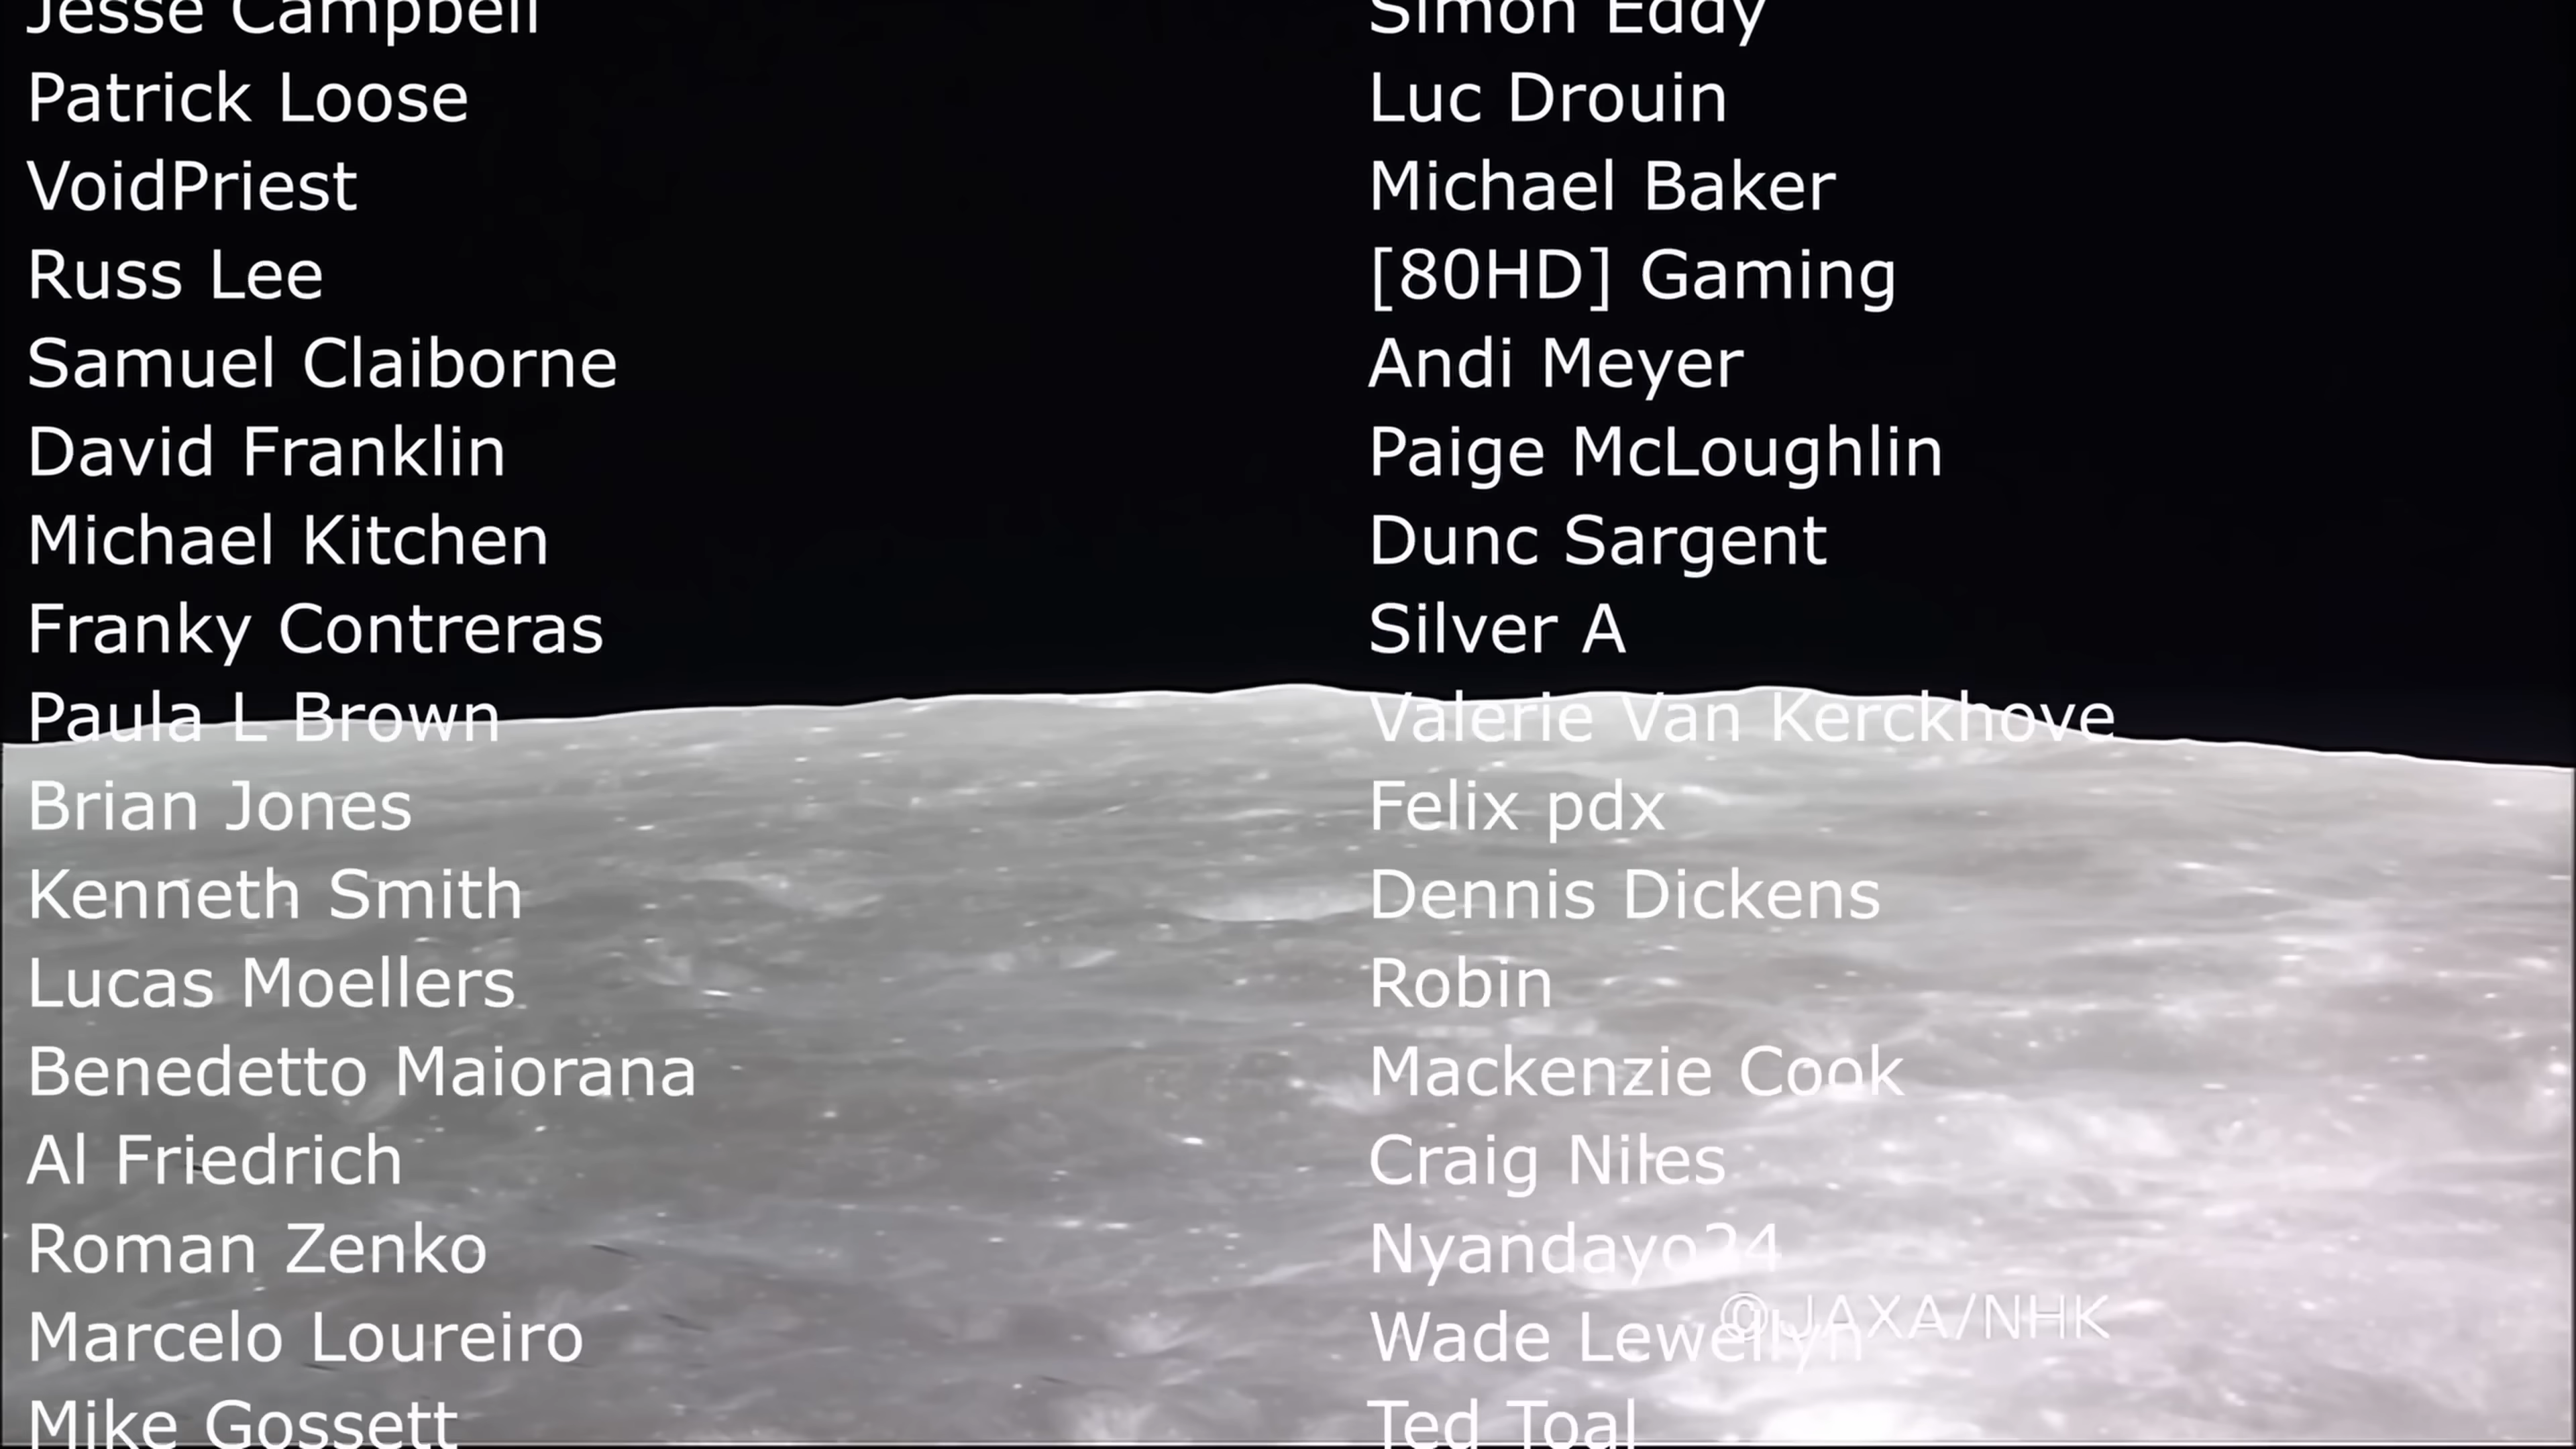 Jesse Campbell
Patrick Loose
VoidPriest
Russ Lee
Samuel Claiborne
David Franklin
Michael Kitchen
Franky Contreras
Paula L Brown
Brian Jones
Kenneth Smith
Lucas Moellers
Benedetto Maiorana
Al Friedrich
Roman Zenko
Marcelo Loureiro
Mike Gossett
Simon Eddy
Luc Drouin
Michael Baker
[80HD] Gaming
Andi Meyer
Paige McLoughlin
Dunc Sargent
Silver A
Valerie Van Kerckhove
Felix pdx
Dennis Dickens
Robin
Mackenzie Cook
Craig Niles
Nyandayo24
Wade Lewellyn
Ted Toal
©JAXA/NHK